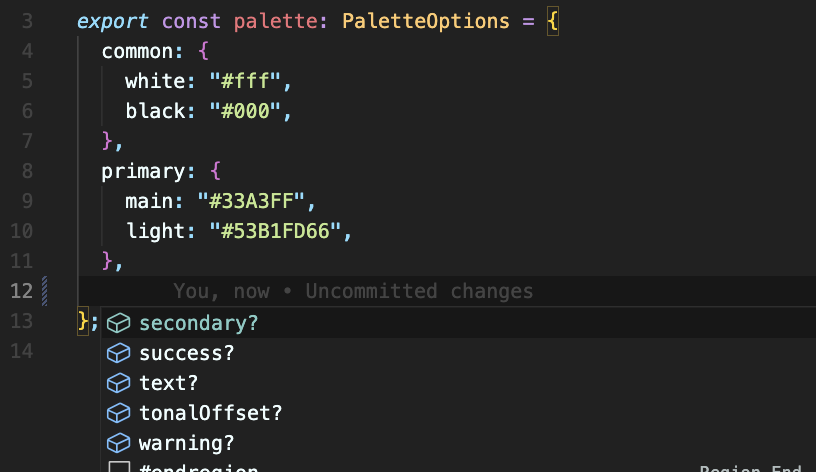 3 export const palette: PaletteOptions = {
4 common: {
5 white: "#fff",
6 black: "#000",
7 },
8 primary: {
9 main: "#33A3FF",
10 light: "#53B1FD66",
11 },
12 You, now • Uncommitted changes
13 };
secondary?
success?
14
text?
tonalOffset?
warning?
#endregion
Region End